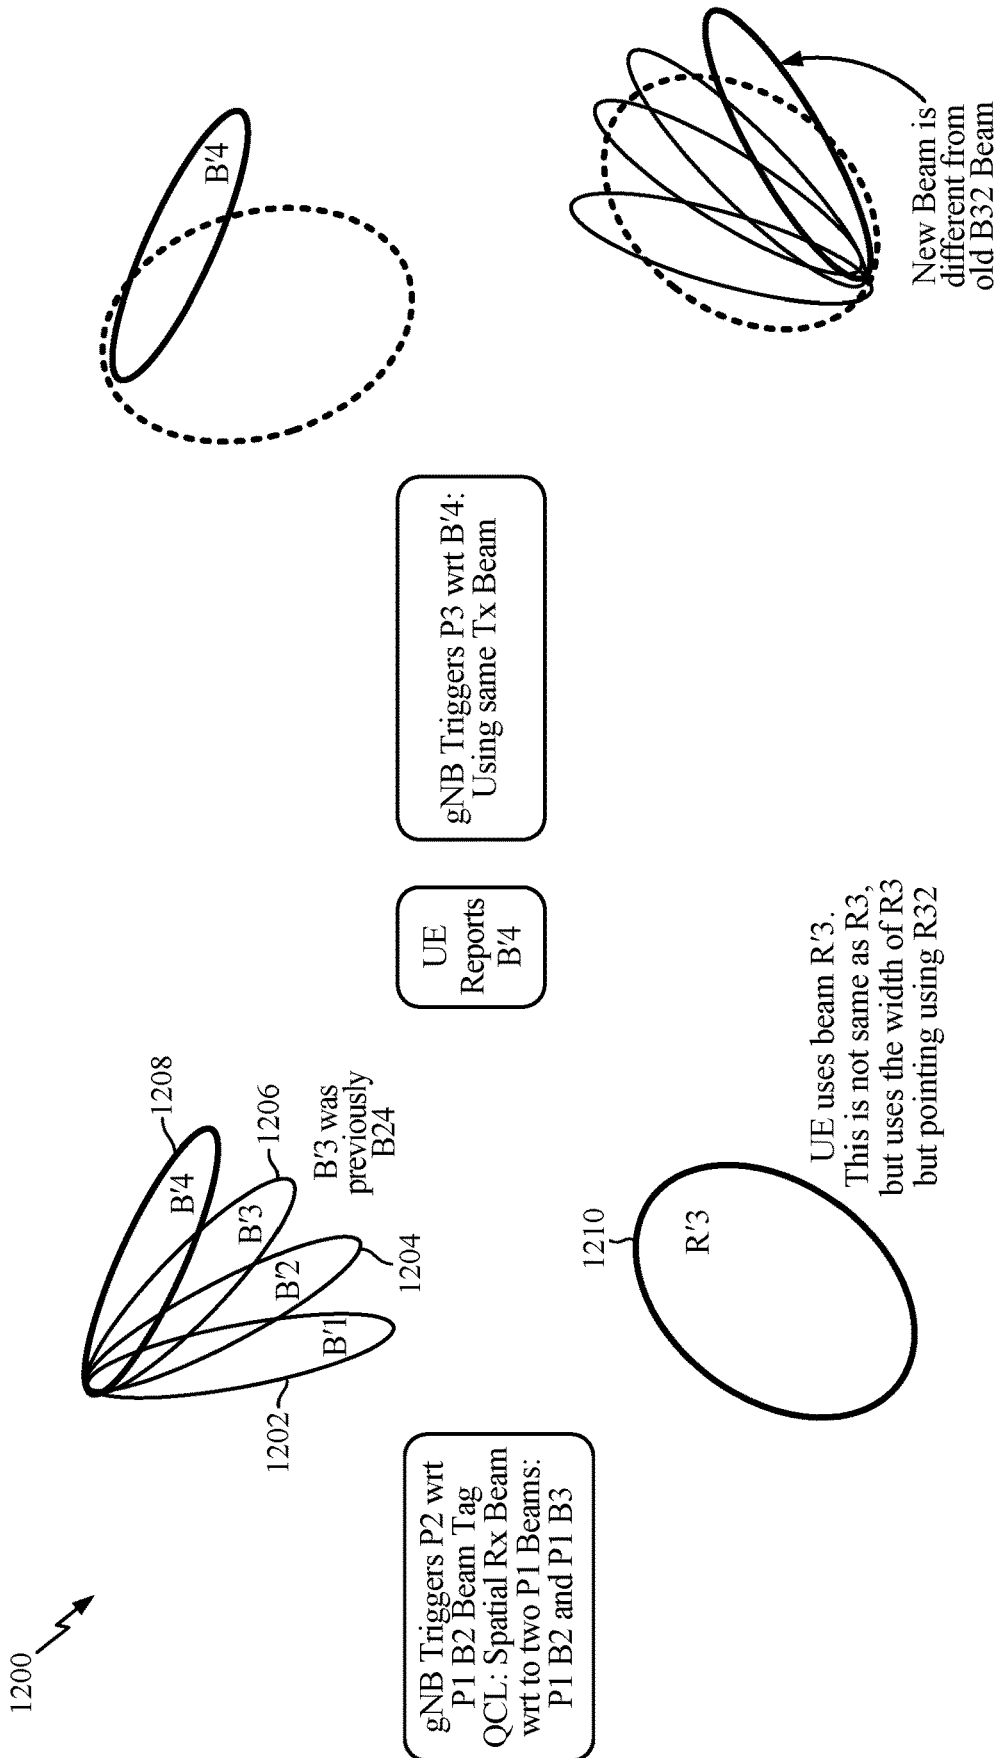 1200
gNB Triggers P2 wrt
P1 B2 Beam Tag
QCL: Spatial Rx Beam
wrt to two P1 Beams:
P1 B2 and P1 B3
1202
B'1
B'2
B'3
B'4
1204
1206
1208
B'3 was
previously
B24
1210
R'3
UE uses beam R'3.
This is not same as R3,
but uses the width of R3
but pointing using R32
UE
Reports
B'4
gNB Triggers P3 wrt B'4:
Using same Tx Beam
B'4
New Beam is
different from
old B32 Beam